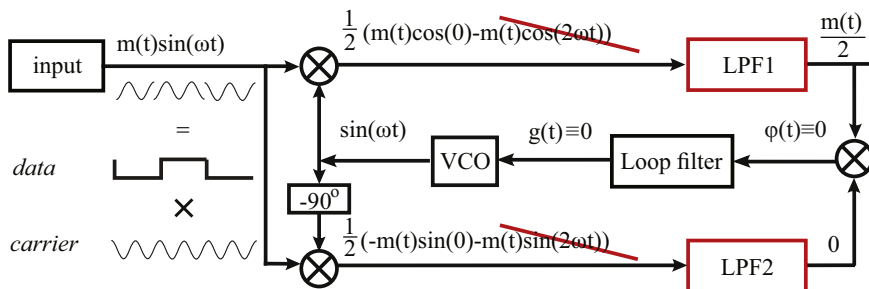 m(t)sin(ωt)
1/2 (m(t)cos(0)-m(t)cos(2ωt))
m(t)/2
input
LPF1
=
sin(ωt)
g(t)≡0
φ(t)≡0
data
VCO
Loop filter
-90°
carrier
1/2(-m(t)sin(0)-m(t)sin(2ωt))
LPF2
0